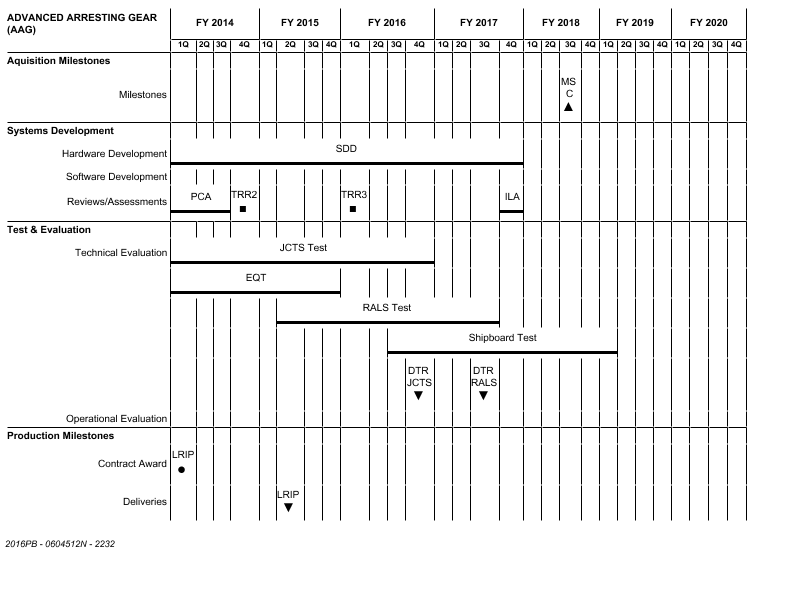 ADVANCED ARRESTING GEAR
(AAG)
FY 2014 FY 2015 FY 2016 FY 2017 FY 2018 FY 2019 FY 2020
1Q 2Q 3Q 4Q 1Q 2Q 3Q 4Q 1Q 2Q 3Q 4Q 1Q 2Q 3Q 4Q 1Q 2Q 3Q 4Q 1Q 2Q 3Q 4Q 1Q 2Q 3Q 4Q
Aquisition Milestones
Milestones
MS
C
Systems Development
Hardware Development SDD
Software Development
Reviews/Assessments PCA TRR2 TRR3 ILA
Test & Evaluation
Technical Evaluation JCTS Test
EQT
RALS Test
Shipboard Test
DTR DTR
JCTS RALS
Operational Evaluation
Production Milestones
Contract Award LRIP
Deliveries LRIP
2016PB - 0604512N - 2232